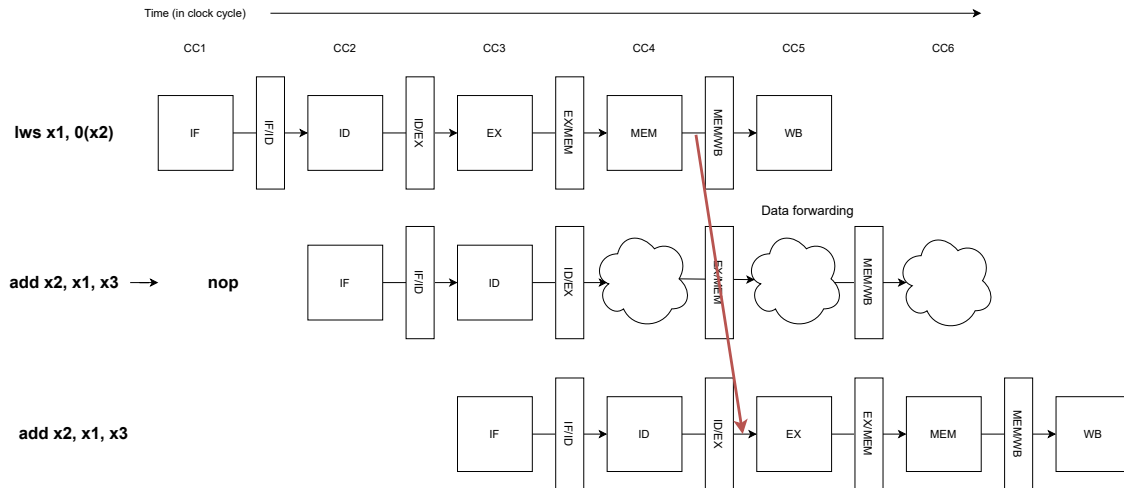 Time (in clock cycle)
CC1 CC2 CC3 CC4 CC5 CC6
lws x1, 0(x2) IF IF/ID ID ID/EX EX EX/MEM MEM MEM/WB WB
Data forwarding
add x2, x1, x3 nop IF IF/ID ID ID/EX EX/MEM MEM/WB
add x2, x1, x3 IF IF/ID ID ID/EX EX EX/MEM MEM MEM/WB WB